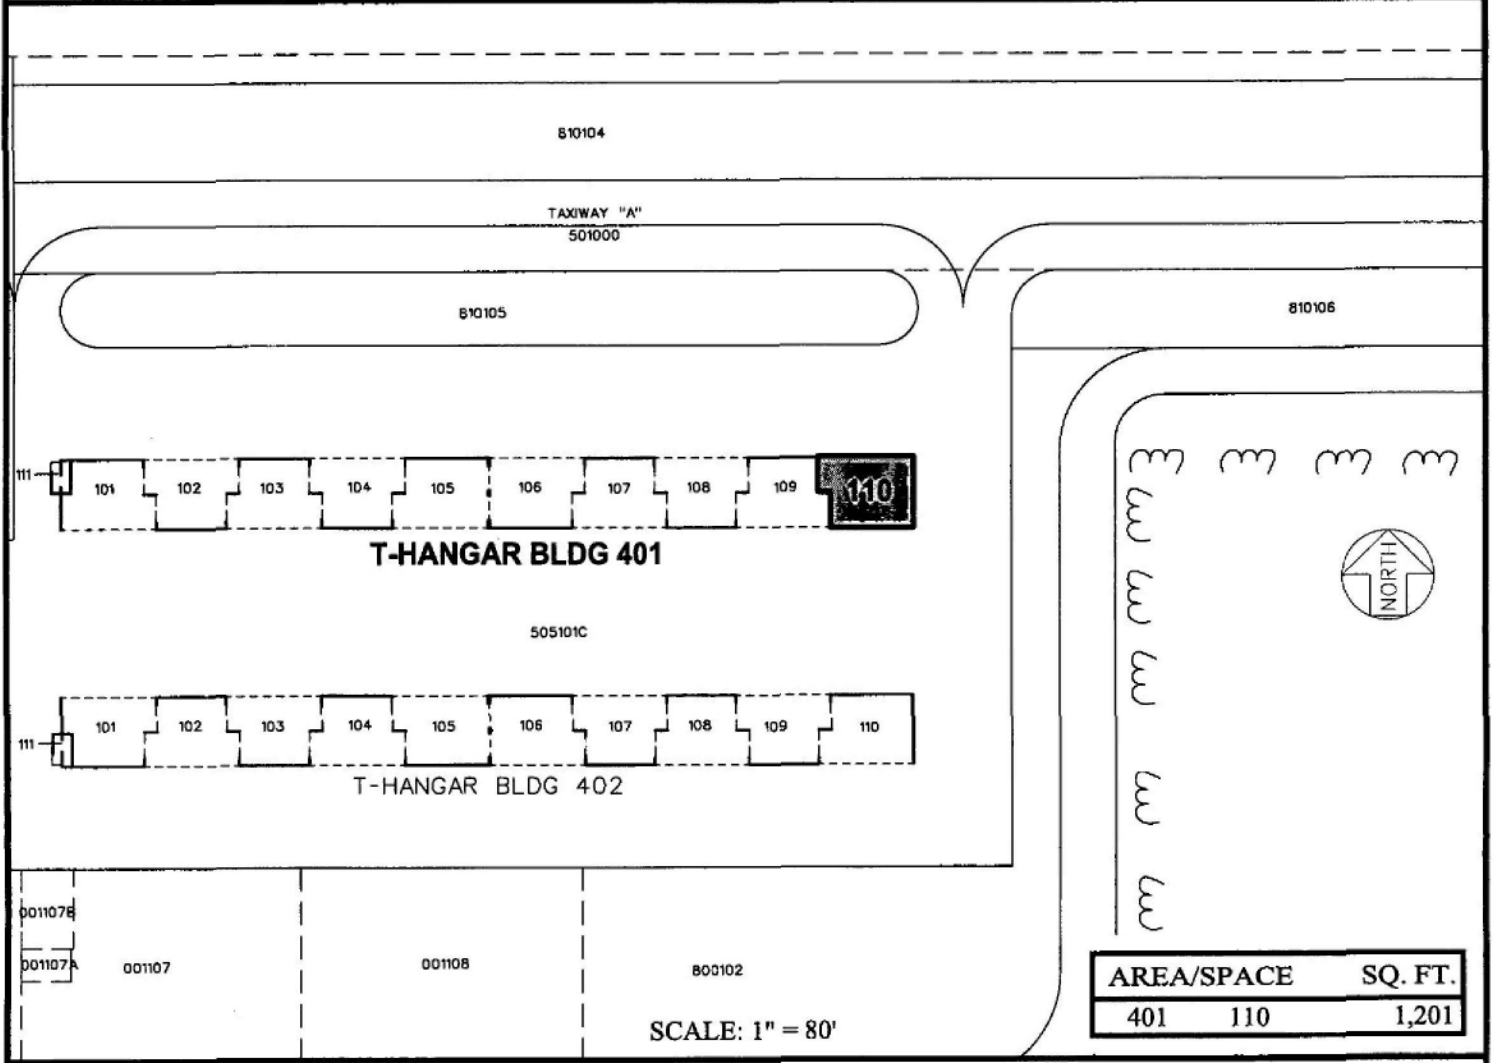 810104
TAXIWAY "A"
501000
810105
810106
111
101 102 103 104 105 106 107 108 109 110
T-HANGAR BLDG 401
NORTH
505101C
101 102 103 104 105 106 107 108 109 110
111
T-HANGAR BLDG 402
001107B
001107A
001107
001108
800102
AREA/SPACE SQ. FT.
401 110 1,201
SCALE: 1" = 80'